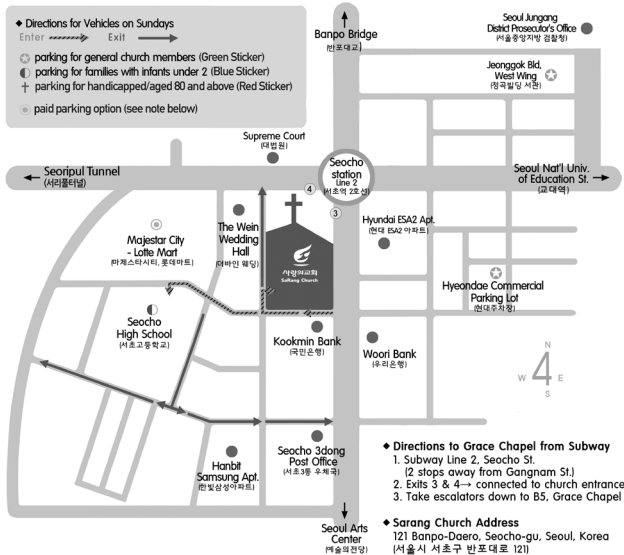 ◆ Directions for Vehicles on Sundays
Enter Exit
parking for general church members (Green Sticker)
parking for families with infants under 2 (Blue Sticker)
parking for handicapped/aged 80 and above (Red Sticker)
paid parking option (see note below)
Banpo Bridge
(반포대교)
Seoul Jungang
District Prosecutor's Office
(서울중앙지방 검찰청)
Jeonggok Bld,
West Wing
(정곡빌딩 서관)
Supreme Court
(대법원)
Seoripul Tunnel
(서리풀터널)
Seocho
station
Line 2
(서초역 2호선)
4
3
Seoul Nat'l Univ.
of Education St.
(교대역)
The Wein
Wedding
Hall
(더바인 웨딩)
사랑의교회
SaRang Church
Hyundai ESA2 Apt.
(현대 ESA2 아파트)
Majestar City
- Lotte Mart
(마제스타시티, 롯데마트)
Hyeondae Commercial
Parking Lot
(현대주차장)
Seocho
High School
(서초고등학교)
Kookmin Bank
(국민은행)
Woori Bank
(우리은행)
N
W 4 E
S
Hanbit
Samsung Apt.
(한빛삼성아파트)
Seocho 3dong
Post Office
(서초3동 우체국)
Seoul Arts
Center
(예술의전당)
◆ Directions to Grace Chapel from Subway
1. Subway Line 2, Seocho St.
(2 stops away from Gangnam St.)
2. Exits 3 & 4→ connected to church entrance
3. Take escalators down to B5, Grace Chapel
◆ Sarang Church Address
121 Banpo-Daero, Seocho-gu, Seoul, Korea
(서울시 서초구 반포대로 121)